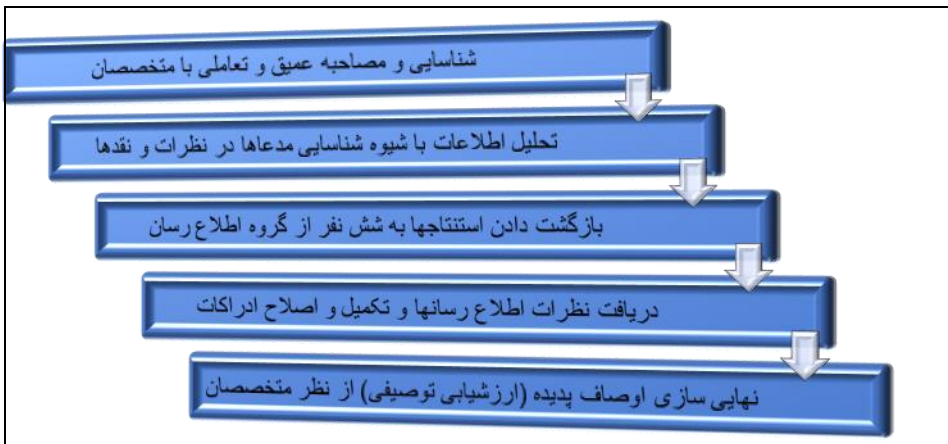 شناسایی و مصاحبه عمیق و تعاملی با متخصصان
تحلیل اطلاعات با شیوه شناسایی مدعاها در نظرات و نقدها
بازگشت دادن استنتاجها به شش نفر از گروه اطلاع رسان
دریافت نظرات اطلاع رسانها و تکمیل و اصلاح ادراکات
نهایی سازی اوصاف پدیده (ارزشیابی توصیفی) از نظر متخصصان